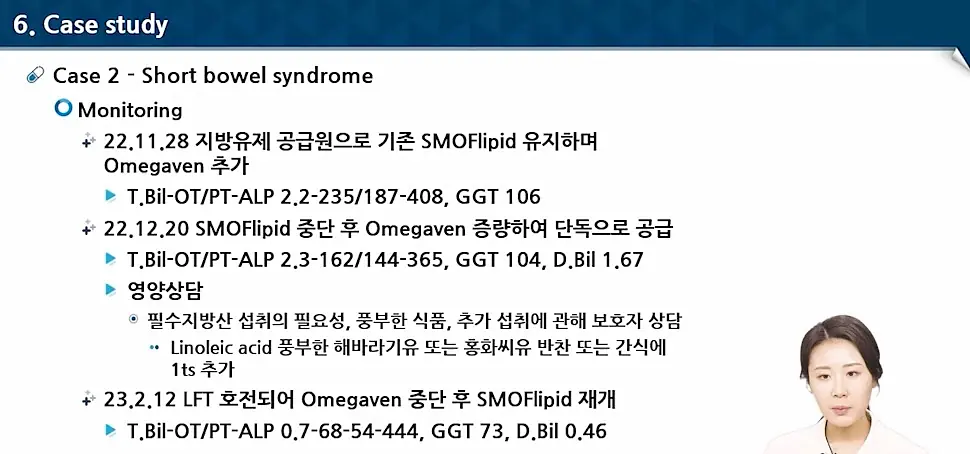 6. Case study
Case 2 - Short bowel syndrome
Monitoring
22.11.28 지방유제 공급원으로 기존 SMOFlipid 유지하며
Omegaven 추가
T.Bil-OT/PT-ALP 2.2-235/187-408, GGT 106
22.12.20 SMOFlipid 중단 후 Omegaven 증량하여 단독으로 공급
T.Bil-OT/PT-ALP 2.3-162/144-365, GGT 104, D.Bil 1.67
영양상담
필수지방산 섭취의 필요성, 풍부한 식품, 추가 섭취에 관해 보호자 상담
Linoleic acid 풍부한 해바라기유 또는 홍화씨유 반찬 또는 간식에
1ts 추가
23.2.12 LFT 호전되어 Omegaven 중단 후 SMOFlipid 재개
T.Bil-OT/PT-ALP 0.7-68-54-444, GGT 73, D.Bil 0.46